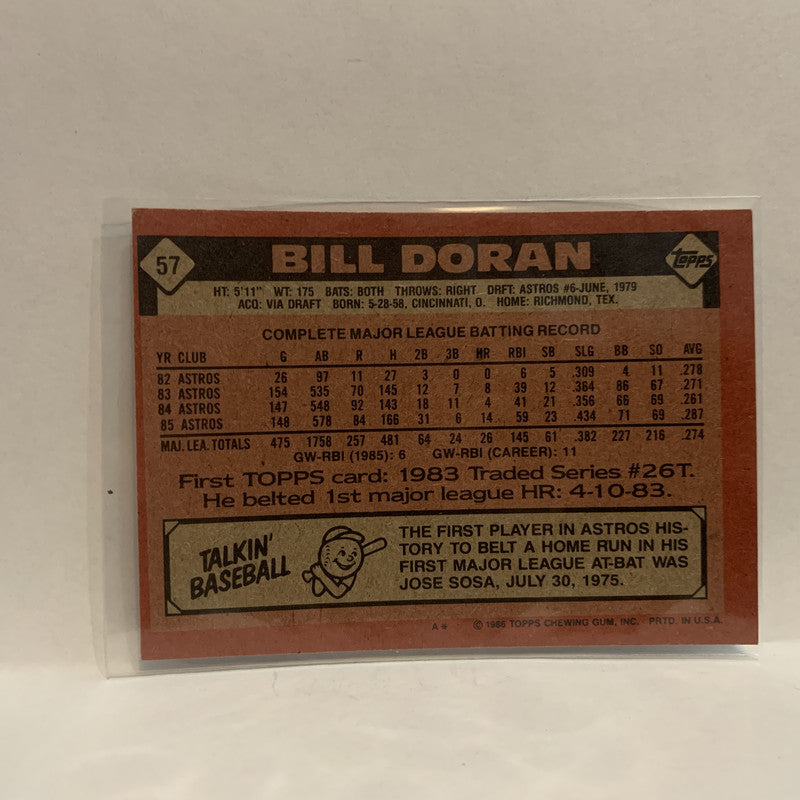 57
BILL DORAN
topps
HT: 5'11" WT: 175 BATS: BOTH THROWS: RIGHT DRFT: ASTROS #6-JUNE, 1979
ACQ: VIA DRAFT BORN: 5-28-58, CINCINNATI, O. HOME: RICHMOND, TEX.
COMPLETE MAJOR LEAGUE BATTING RECORD
YR CLUB G AB R H 2B 3B HR RBI SB SLG BB SO AVG
82 ASTROS 26 97 11 27 3 0 0 6 5 .309 4 11 .278
83 ASTROS 154 535 70 145 12 7 8 39 12 .364 86 67 .271
84 ASTROS 147 548 92 143 18 11 4 41 21 .356 66 69 .261
85 ASTROS 148 578 84 166 31 6 14 59 23 .434 71 69 .287
MAJ. LEA. TOTALS 475 1758 257 481 64 24 26 145 61 .382 227 216 .274
GW-RBI (1985): 6 GW-RBI (CAREER): 11
First TOPPS card: 1983 Traded Series #26T.
He belted 1st major league HR: 4-10-83.
TALKIN'
BASEBALL
THE FIRST PLAYER IN ASTROS HIS-
TORY TO BELT A HOME RUN IN HIS
FIRST MAJOR LEAGUE AT-BAT WAS
JOSE SOSA, JULY 30, 1975.
A* © 1986 TOPPS CHEWING GUM, INC. PRTD. IN U.S.A.